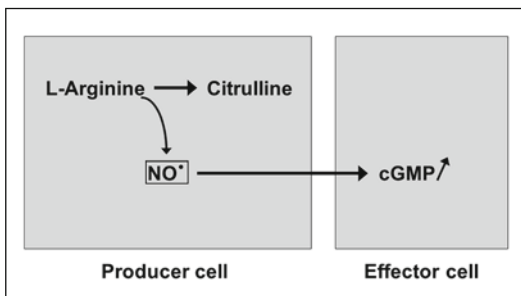 L-Arginine Citrulline
NO•
cGMP
Producer cell
Effector cell